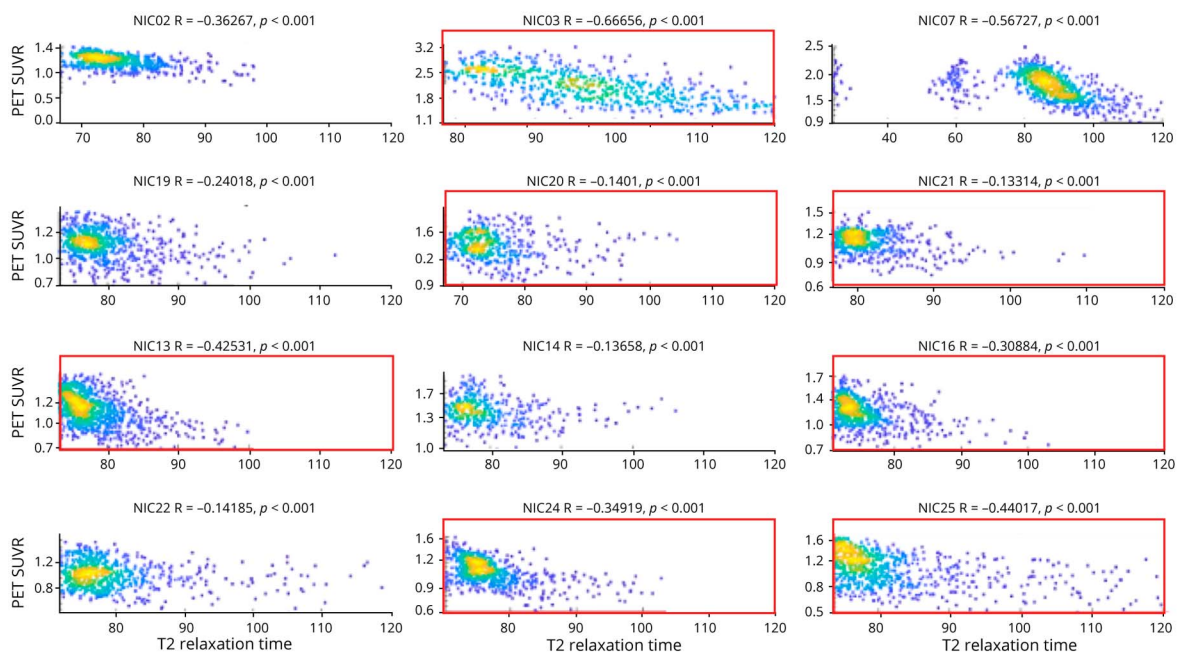 NIC02 R = –0.36267, p < 0.001
NIC03 R = –0.66656, p < 0.001
NIC07 R = –0.56727, p < 0.001
PET SUVR
1.4
1.0
0.5
0.0
70 80 90 100 110 120
3.2
2.5
1.8
1.1
80 90 100 110 120
2.5
2.0
1.5
0.9
40 60 80 100 120
NIC19 R = –0.24018, p < 0.001
NIC20 R = –0.1401, p < 0.001
NIC21 R = –0.13314, p < 0.001
PET SUVR
1.2
1.0
0.7
80 90 100 110 120
1.6
0.2
0.9
70 80 90 100 110 120
1.5
1.2
0.9
0.6
80 90 100 110 120
NIC13 R = –0.42531, p < 0.001
NIC14 R = –0.13658, p < 0.001
NIC16 R = –0.30884, p < 0.001
PET SUVR
1.2
1.0
0.7
80 90 100 110 120
1.7
1.3
1.0
80 90 100 110 120
1.7
1.4
1.0
0.7
80 90 100 110 120
NIC22 R = –0.14185, p < 0.001
NIC24 R = –0.34919, p < 0.001
NIC25 R = –0.44017, p < 0.001
PET SUVR
1.2
0.8
80 90 100 110 120
T2 relaxation time
1.6
1.2
0.9
0.6
80 90 100 110 120
T2 relaxation time
1.6
1.2
0.8
0.5
80 90 100 110 120
T2 relaxation time